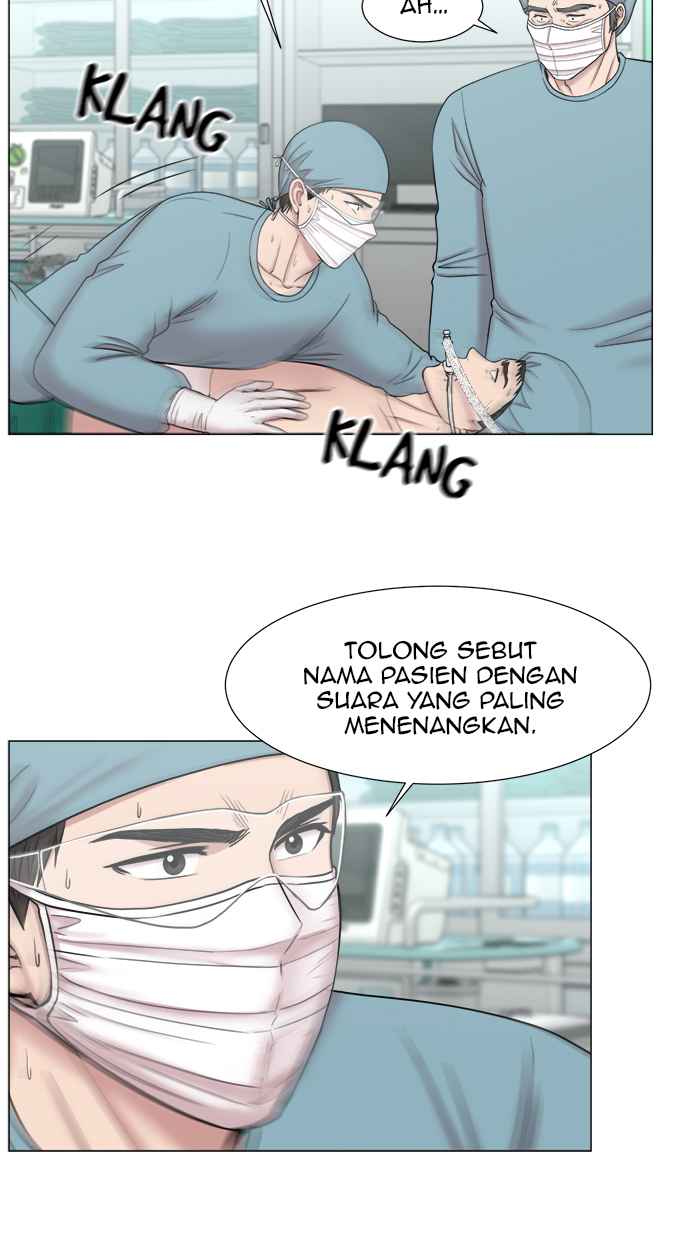 AH...
KLANG
KLANG
TOLONG SEBUT
NAMA PASIEN DENGAN
SUARA YANG PALING
MENENANGKAN.